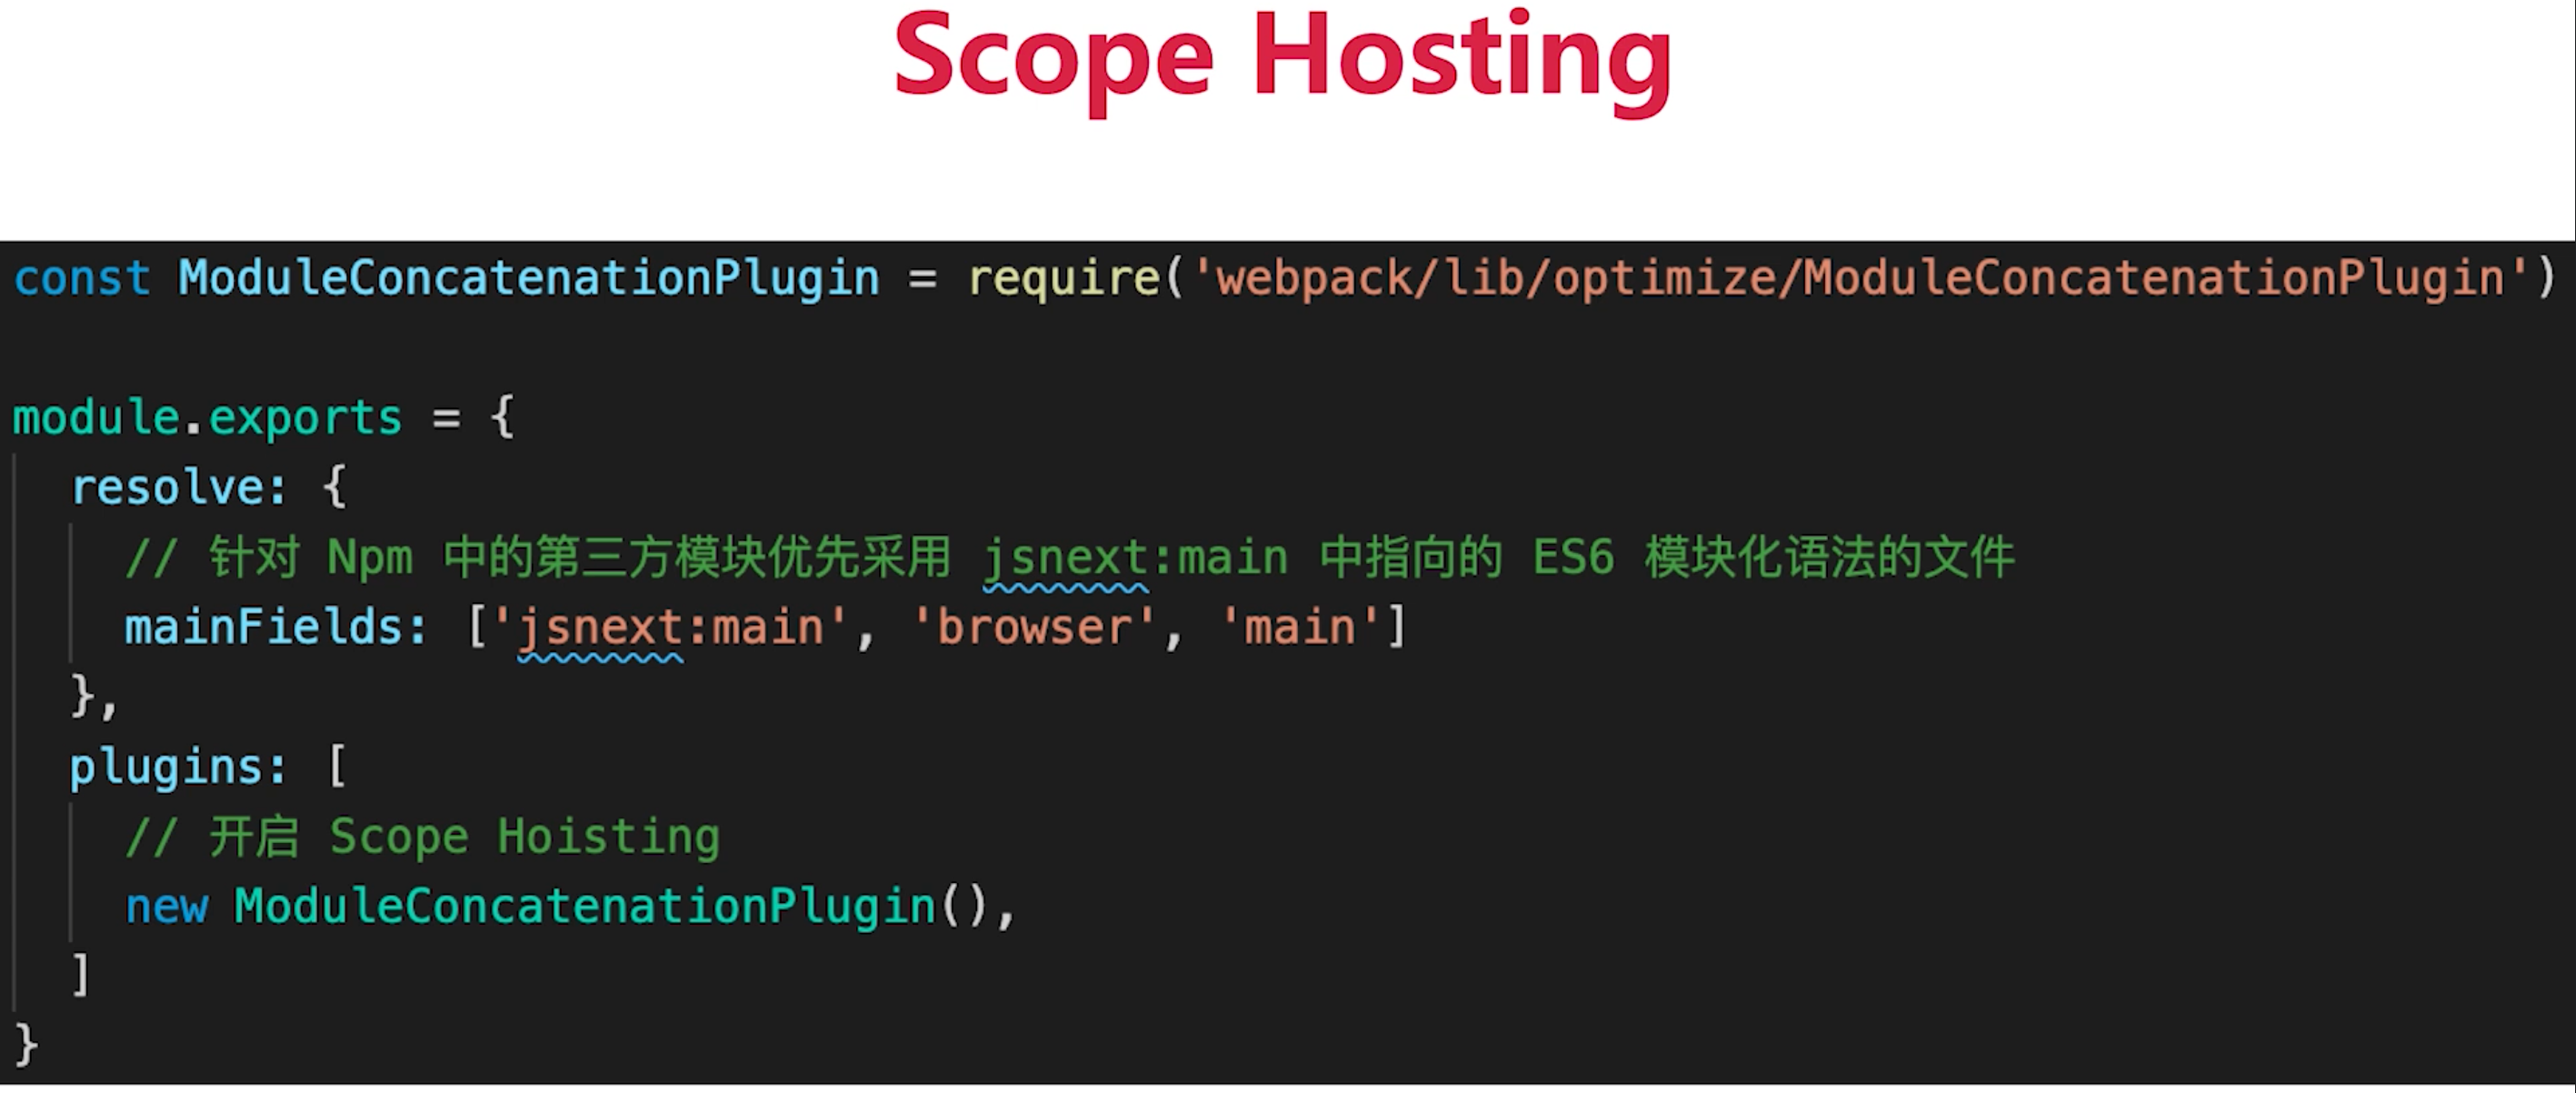 Scope Hosting
const ModuleConcatenationPlugin = require('webpack/lib/optimize/ModuleConcatenationPlugin')
module.exports = {
resolve: {
// 针对 Npm 中的第三方模块优先采用 jsnext:main 中指向的 ES6 模块化语法的文件
mainFields: ['jsnext:main', 'browser', 'main']
},
plugins: [
// 开启 Scope Hoisting
new ModuleConcatenationPlugin(),
]
}